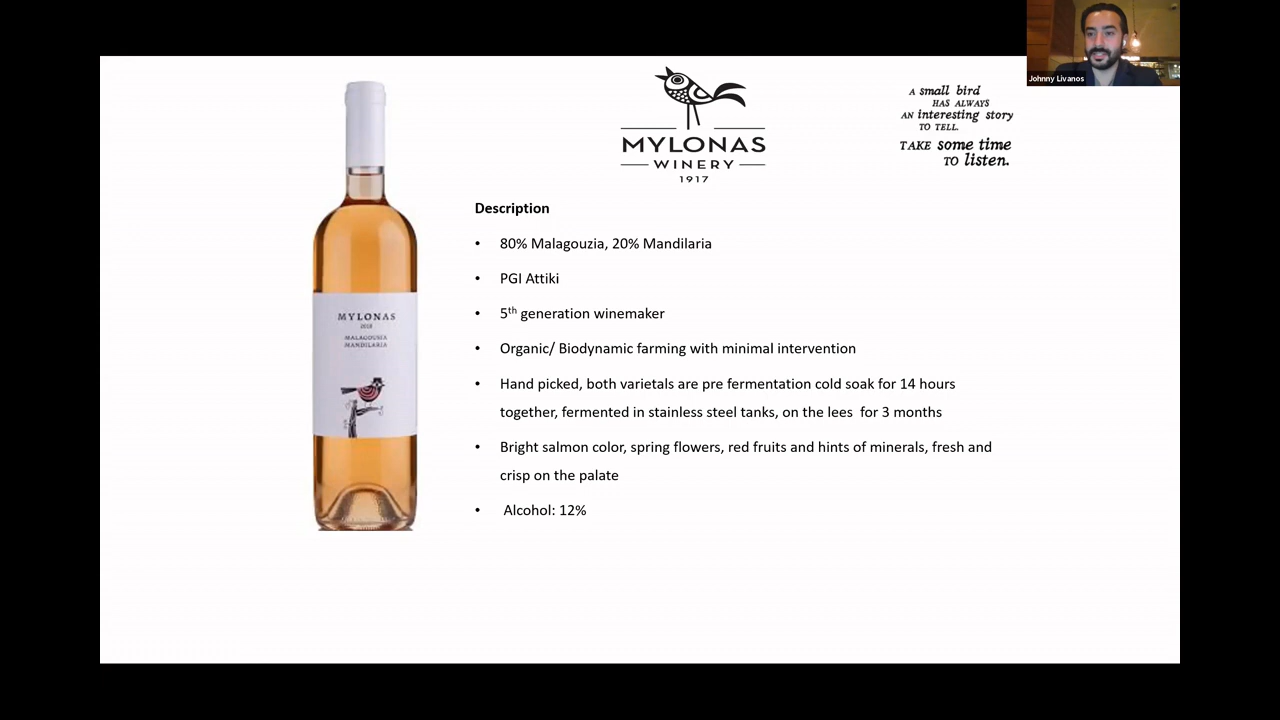 Johnny Livanos
A small bird
HAS ALWAYS
AN interesting story
TO TELL.
TAKE some time
TO listen.
MYLONAS
WINERY
1917
Description
• 80% Malagouzia, 20% Mandilaria
• PGI Attiki
• 5th generation winemaker
• Organic/ Biodynamic farming with minimal intervention
• Hand picked, both varietals are pre fermentation cold soak for 14 hours
together, fermented in stainless steel tanks, on the lees for 3 months
• Bright salmon color, spring flowers, red fruits and hints of minerals, fresh and
crisp on the palate
• Alcohol: 12%
MYLONAS
MALAGOUSIA
MANDILARIA